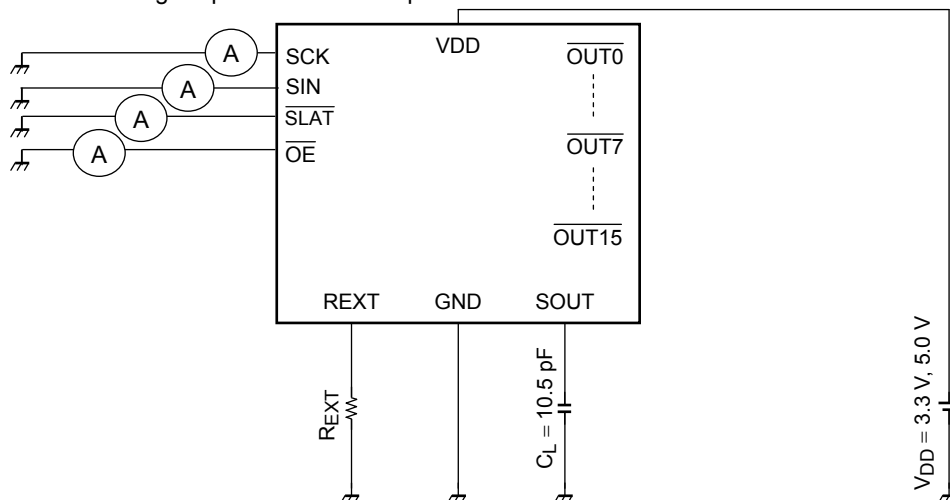 A
SCK
VDD
OUT0
A
SIN
A
SLAT
A
OE
OUT7
OUT15
REXT
GND
SOUT
REXT
CL = 10.5 pF
VDD = 3.3 V, 5.0 V